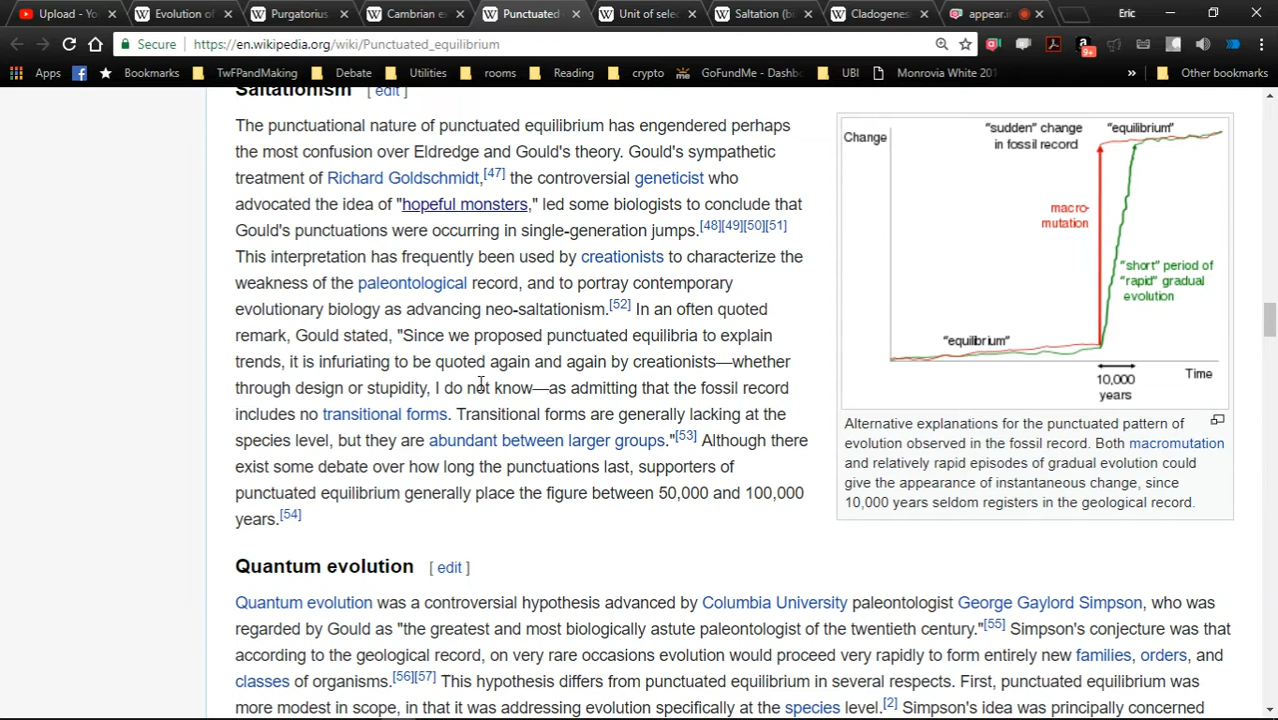 Upload - Yo
Evolution of
Purgatorius
Cambrian e
Punctuated
Unit of sele
Saltation (bi
Cladogenes
appear.in
Eric
Secure
https://en.wikipedia.org/wiki/Punctuated_equilibrium
9+
Apps
Bookmarks
TwFPandMaking
Debate
Utilities
rooms
Reading
crypto
me
GoFundMe - Dashbo
UBI
Monrovia White 201
»
Other bookmarks
Saltationism [ edit ]
The punctuational nature of punctuated equilibrium has engendered perhaps
the most confusion over Eldredge and Gould's theory. Gould's sympathetic
treatment of Richard Goldschmidt,[47] the controversial geneticist who
advocated the idea of "hopeful monsters," led some biologists to conclude that
Gould's punctuations were occurring in single-generation jumps.[48][49][50][51]
This interpretation has frequently been used by creationists to characterize the
weakness of the paleontological record, and to portray contemporary
evolutionary biology as advancing neo-saltationism.[52] In an often quoted
remark, Gould stated, "Since we proposed punctuated equilibria to explain
trends, it is infuriating to be quoted again and again by creationists—whether
through design or stupidity, I do not know—as admitting that the fossil record
includes no transitional forms. Transitional forms are generally lacking at the
species level, but they are abundant between larger groups."[53] Although there
exist some debate over how long the punctuations last, supporters of
punctuated equilibrium generally place the figure between 50,000 and 100,000
years.[54]
Change
"sudden" change
in fossil record
"equilibrium"
macro-
mutation
"short" period of
"rapid" gradual
evolution
"equilibrium"
10,000
years
Time
Alternative explanations for the punctuated pattern of
evolution observed in the fossil record. Both macromutation
and relatively rapid episodes of gradual evolution could
give the appearance of instantaneous change, since
10,000 years seldom registers in the geological record.
Quantum evolution [ edit ]
Quantum evolution was a controversial hypothesis advanced by Columbia University paleontologist George Gaylord Simpson, who was
regarded by Gould as "the greatest and most biologically astute paleontologist of the twentieth century."[55] Simpson's conjecture was that
according to the geological record, on very rare occasions evolution would proceed very rapidly to form entirely new families, orders, and
classes of organisms.[56][57] This hypothesis differs from punctuated equilibrium in several respects. First, punctuated equilibrium was
more modest in scope, in that it was addressing evolution specifically at the species level.[2] Simpson's idea was principally concerned